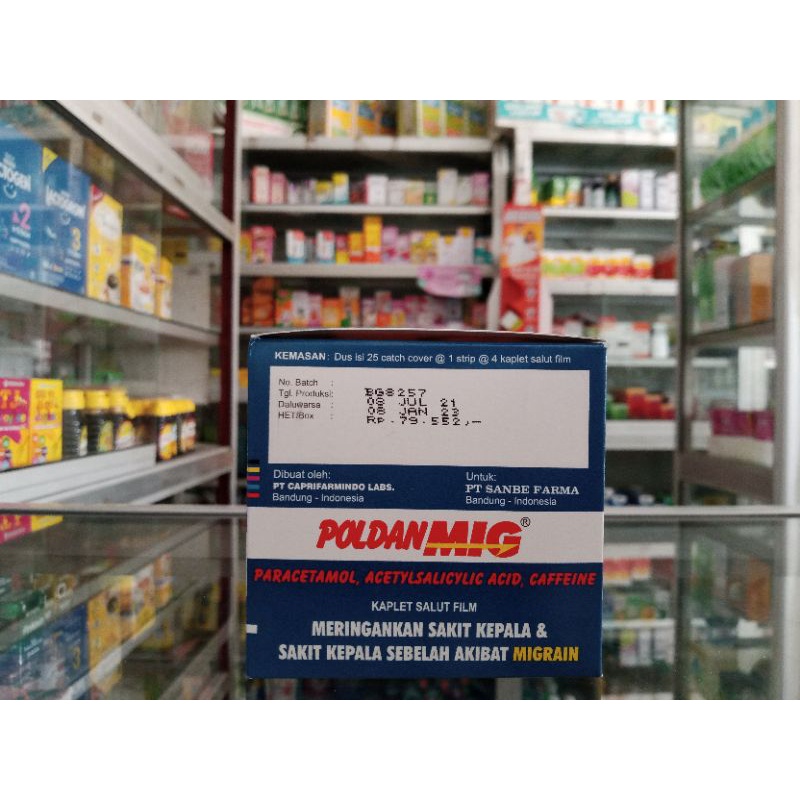 KEMASAN : Dus isi 25 catch cover @ 1 strip @ 4 kaplet salut film
No. Batch : BG8257
Tgl. Produksi: 08 JUL 21
Daluwarsa : 08 JAN 23
HET/Box : Rp.79.552,-
Dibuat oleh:
PT CAPRIFARMINDO LABS.
Bandung - Indonesia
Untuk:
PT SANBE FARMA
Bandung - Indonesia
POLDANMIG®
PARACETAMOL, ACETYLSALICYLIC ACID, CAFFEINE
KAPLET SALUT FILM
MERINGANKAN SAKIT KEPALA &
SAKIT KEPALA SEBELAH AKIBAT MIGRAIN
2
3